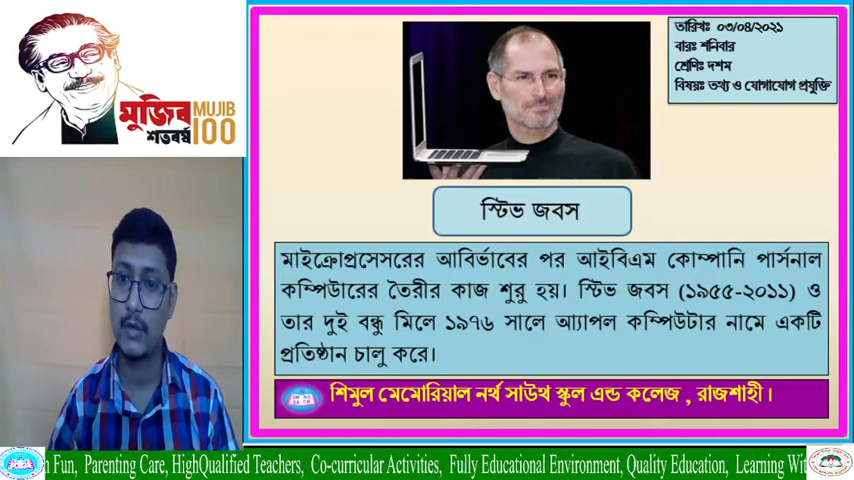 মুজিব
শতবর্ষ
MUJIB
100
তারিখঃ ০৩/০৪/২০২১
বারঃ শনিবার
শ্রেণিঃ দশম
বিষয়ঃ তথ্য ও যোগাযোগ প্রযুক্তি
স্টিভ জবস
মাইক্রোপ্রসেসরের আবির্ভাবের পর আইবিএম কোম্পানি পার্সনাল
কম্পিউারের তৈরীর কাজ শুরু হয়। স্টিভ জবস (১৯৫৫-২০১১) ও
তার দুই বন্ধু মিলে ১৯৭৬ সালে আ্যাপল কম্পিউটার নামে একটি
প্রতিষ্ঠান চালু করে।
শিমুল মেমোরিয়াল নর্থ সাউথ স্কুল এন্ড কলেজ , রাজশাহী।
Fun, Parenting Care, HighQualified Teachers, Co-curricular Activities, Fully Educational Environment, Quality Education, Learning